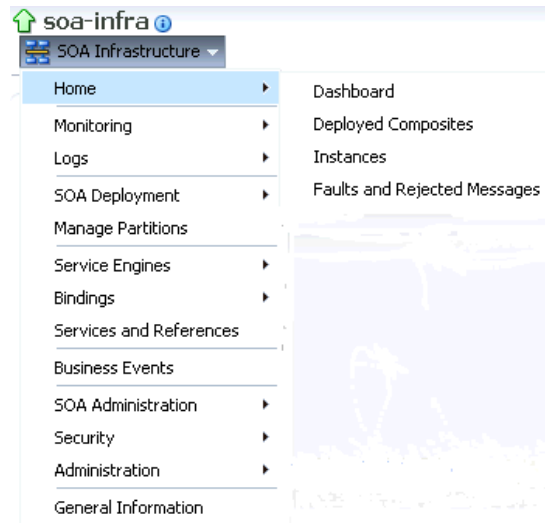 soa-infra
SOA Infrastructure
Home
Monitoring
Logs
SOA Deployment
Manage Partitions
Service Engines
Bindings
Services and References
Business Events
SOA Administration
Security
Administration
General Information
Dashboard
Deployed Composites
Instances
Faults and Rejected Messages